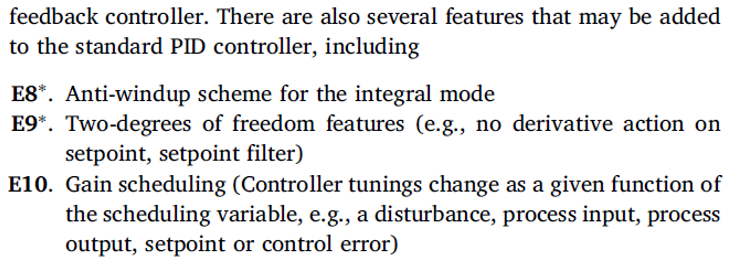 feedback controller. There are also several features that may be added
to the standard PID controller, including
E8*. Anti-windup scheme for the integral mode
E9*. Two-degrees of freedom features (e.g., no derivative action on
setpoint, setpoint filter)
E10. Gain scheduling (Controller tunings change as a given function of
the scheduling variable, e.g., a disturbance, process input, process
output, setpoint or control error)